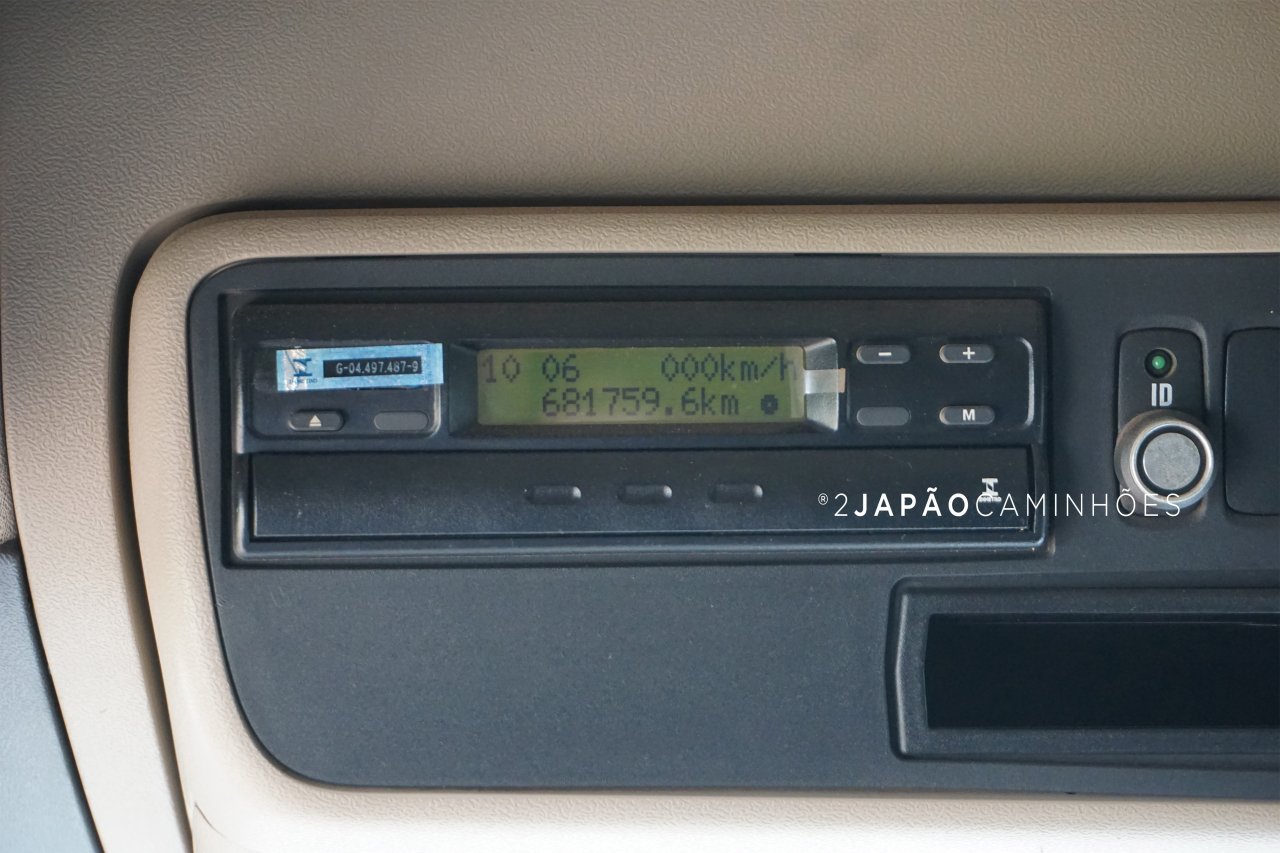 G-04.497.487-9
10 06 000km/h
681759.6km
− +
M
ID
®2JAPÃOCAMINHÕES